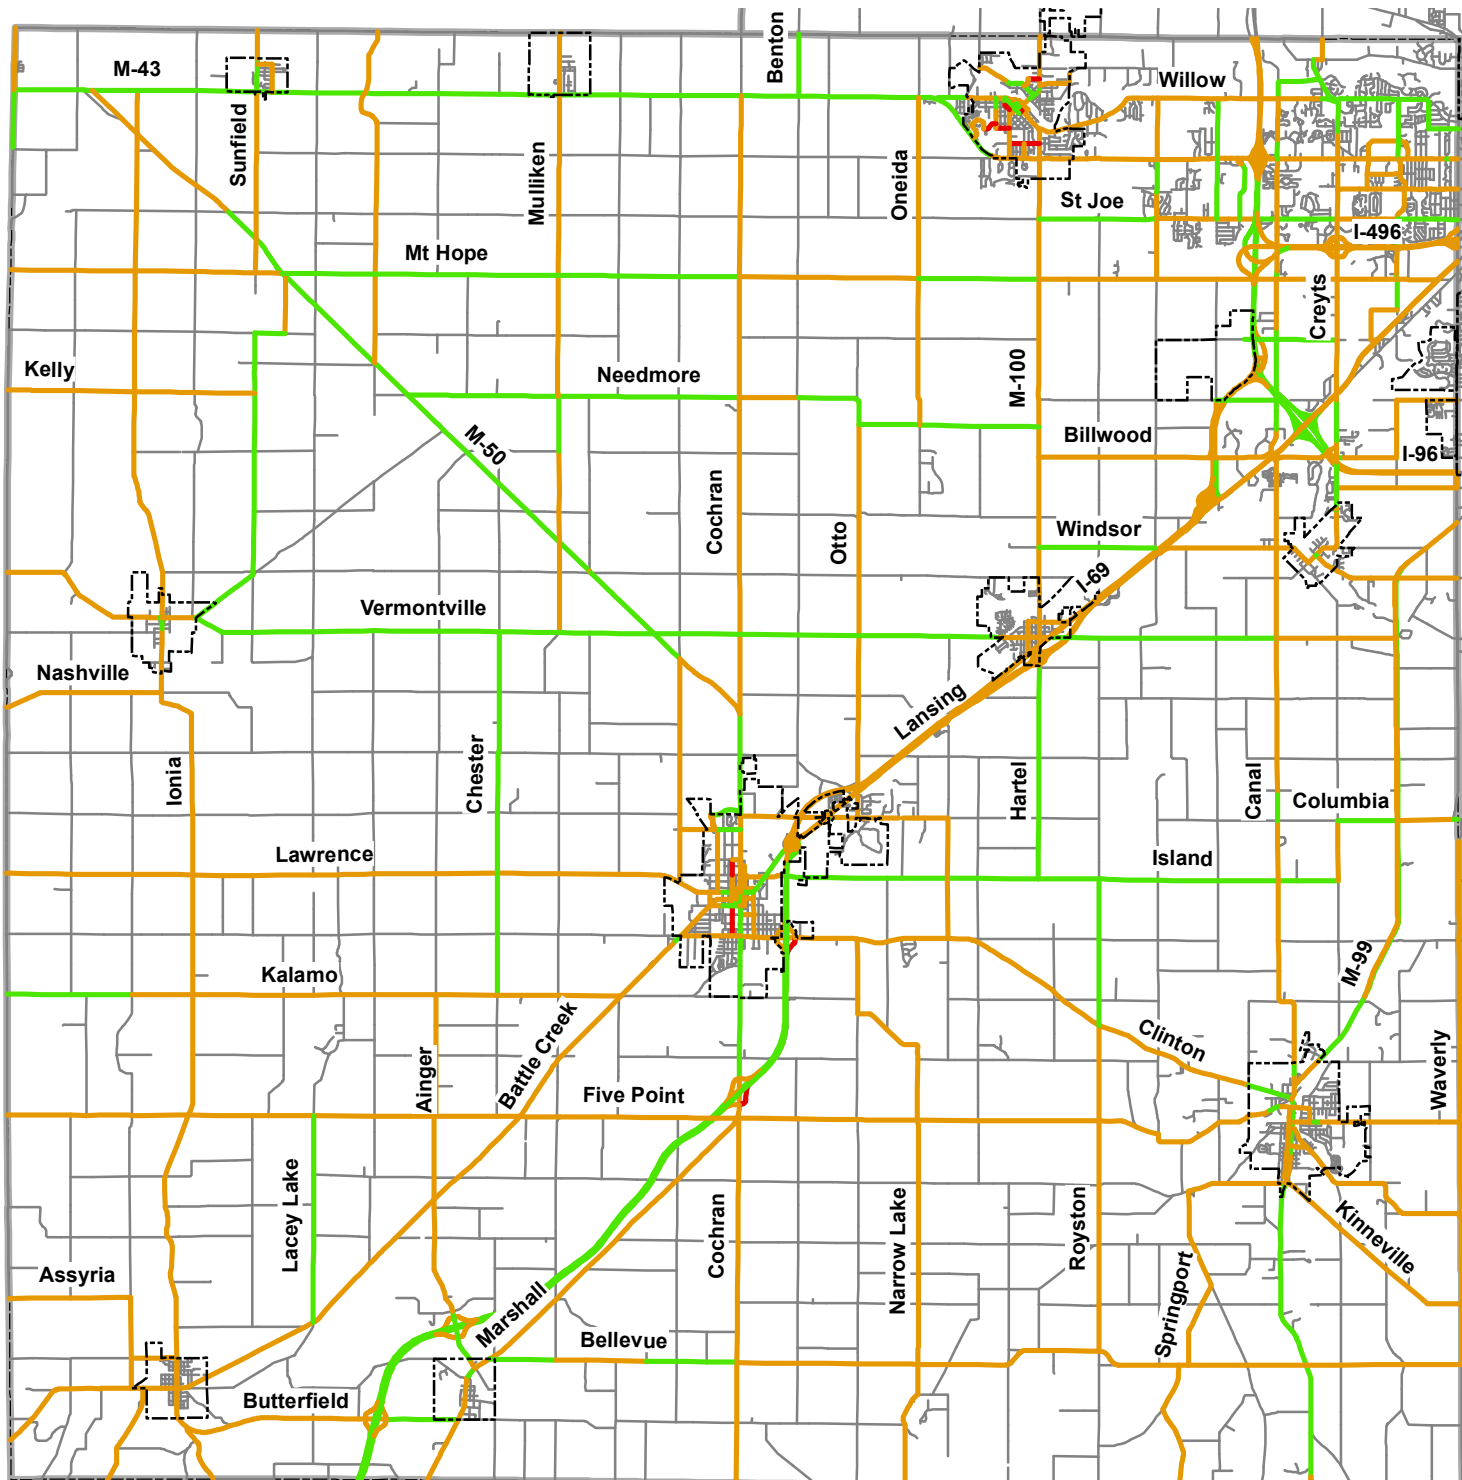 Benton
M-43
Willow
Sunfield
Mulliken
Oneida
St Joe
I-496
Mt Hope
Creyts
Kelly
Needmore
M-100
M-50
Billwood
I-96
Cochran
Otto
Windsor
I-69
Vermontville
Nashville
Lansing
Ionia
Chester
Hartel
Canal
Columbia
Lawrence
Island
Kalamo
M-99
Battle Creek
Clinton
Ainger
Five Point
Waverly
Lacey Lake
Cochran
Narrow Lake
Royston
Kinneville
Assyria
Springport
Marshall
Bellevue
Butterfield